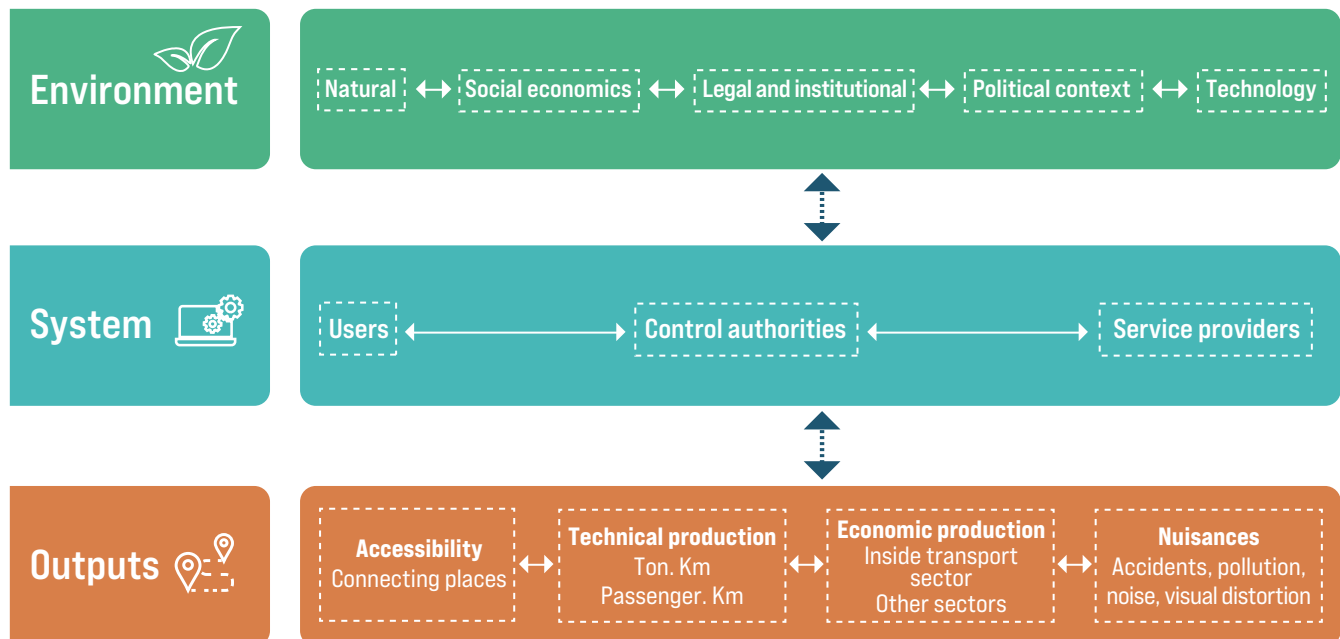 Environment
Natural
Social economics
Legal and institutional
Political context
Technology
System
Users
Control authorities
Service providers
Outputs
Accessibility
Connecting places
Technical production
Ton. Km
Passenger. Km
Economic production
Inside transport
sector
Other sectors
Nuisances
Accidents, pollution,
noise, visual distortion